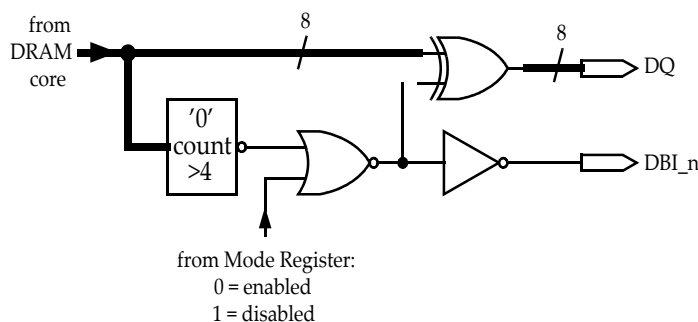 from
DRAM
core
8
8
DQ
'0'
count
>4
DBI_n
from Mode Register:
0 = enabled
1 = disabled